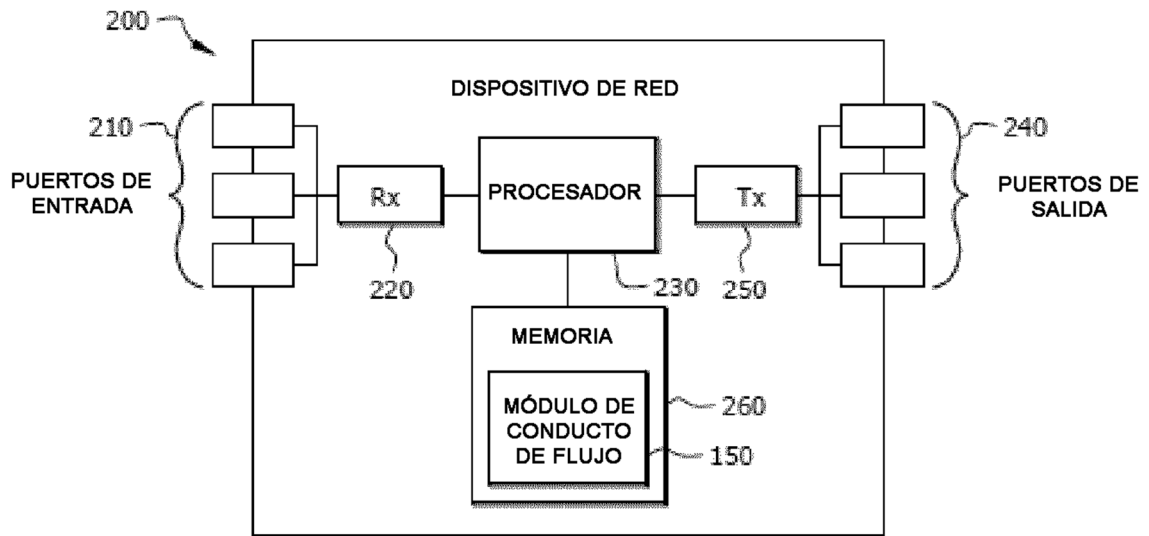 200
DISPOSITIVO DE RED
210
240
PUERTOS DE
ENTRADA
Rx
PROCESADOR
Tx
PUERTOS DE
SALIDA
220
230
250
MEMORIA
260
MÓDULO DE
CONDUCTO
DE FLUJO
150